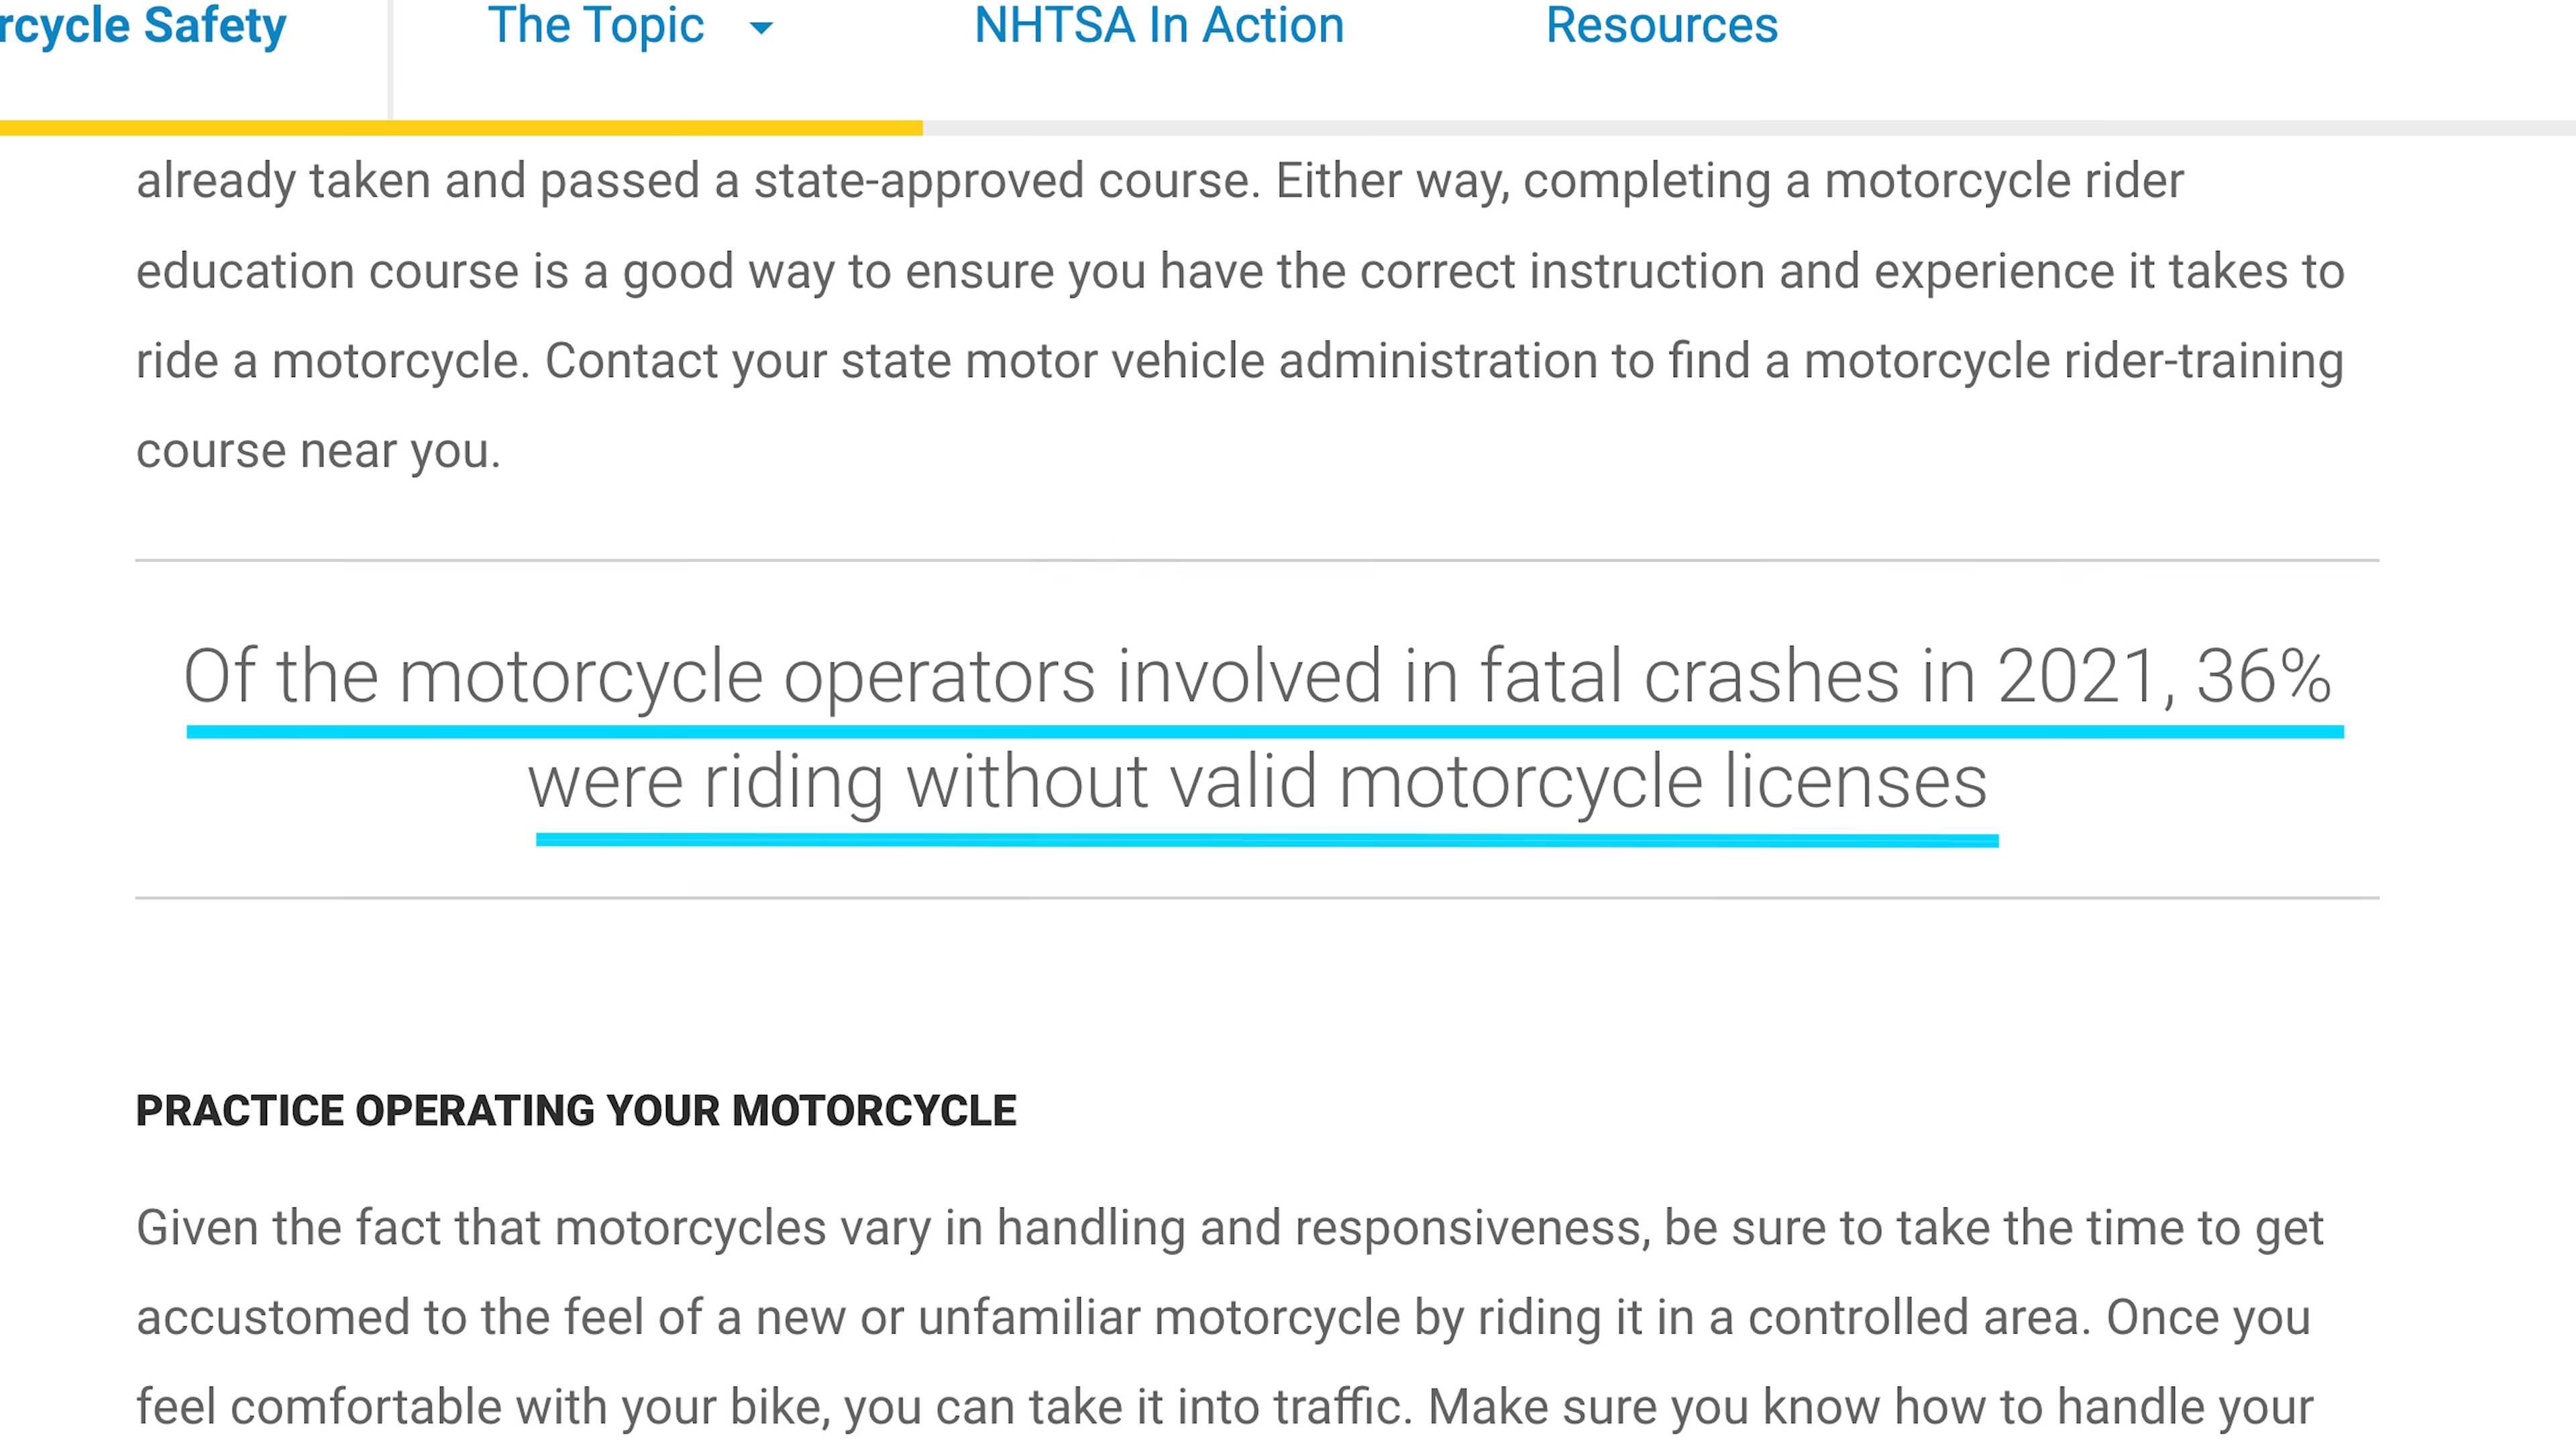 rcycle Safety The Topic NHTSA In Action Resources
already taken and passed a state-approved course. Either way, completing a motorcycle rider
education course is a good way to ensure you have the correct instruction and experience it takes to
ride a motorcycle. Contact your state motor vehicle administration to find a motorcycle rider-training
course near you.
Of the motorcycle operators involved in fatal crashes in 2021, 36%
were riding without valid motorcycle licenses
PRACTICE OPERATING YOUR MOTORCYCLE
Given the fact that motorcycles vary in handling and responsiveness, be sure to take the time to get
accustomed to the feel of a new or unfamiliar motorcycle by riding it in a controlled area. Once you
feel comfortable with your bike, you can take it into traffic. Make sure you know how to handle your